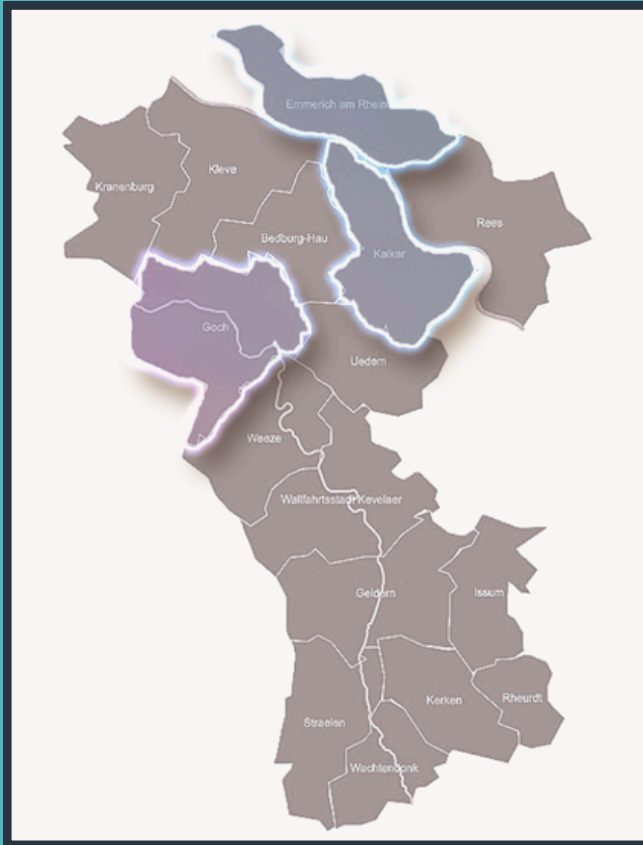 Emmerich am Rhein
Kleve
Kranenburg
Rees
Bedburg-Hau
Kalkar
Goch
Uedem
Weeze
Wallfahrtsstadt Kevelaer
Geldern
Issum
Kerken
Rheurdt
Straelen
Wachtendonk